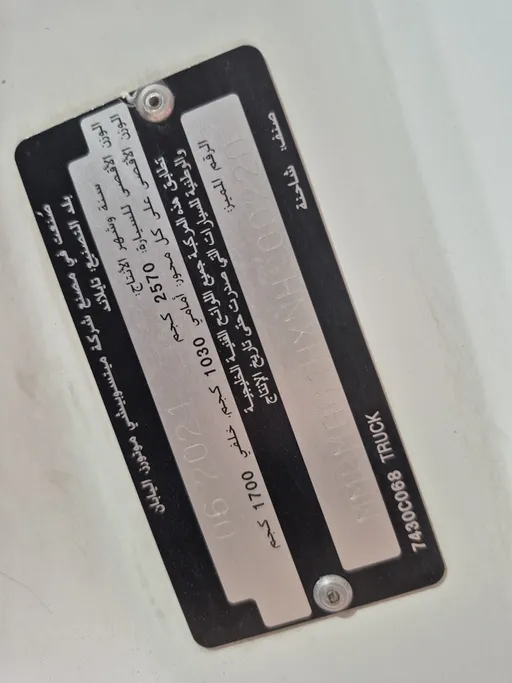 صُنعت في مصنع شركة ميتسوبيشي موتورز، اليابان
بلد التصنيع: تايلاند
سنة وشهر الأنتاج:
06 2021
الوزن الأقصى للسيارة: 2570 كجم
الوزن الأقصى على كل محور: أمامي 1030 كجم، خلفي 1700 كجم
تطابق هذه المركبة جميع اللوائح الفنية الخليجية
والوطنية للسيارات التي صدرت حتى تاريخ الإنتاج
الرقم المميز:
صنف: شاحنة
7430C068 TRUCK